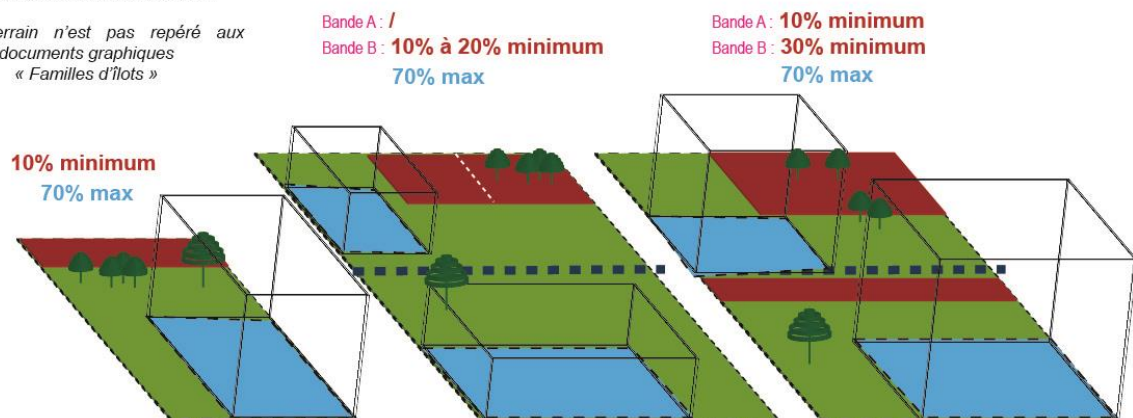 errain n'est pas repéré aux
documents graphiques
« Familles d'îlots »
10% minimum
70% max
Bande A : /
Bande B : 10% à 20% minimum
70% max
Bande A : 10% minimum
Bande B : 30% minimum
70% max